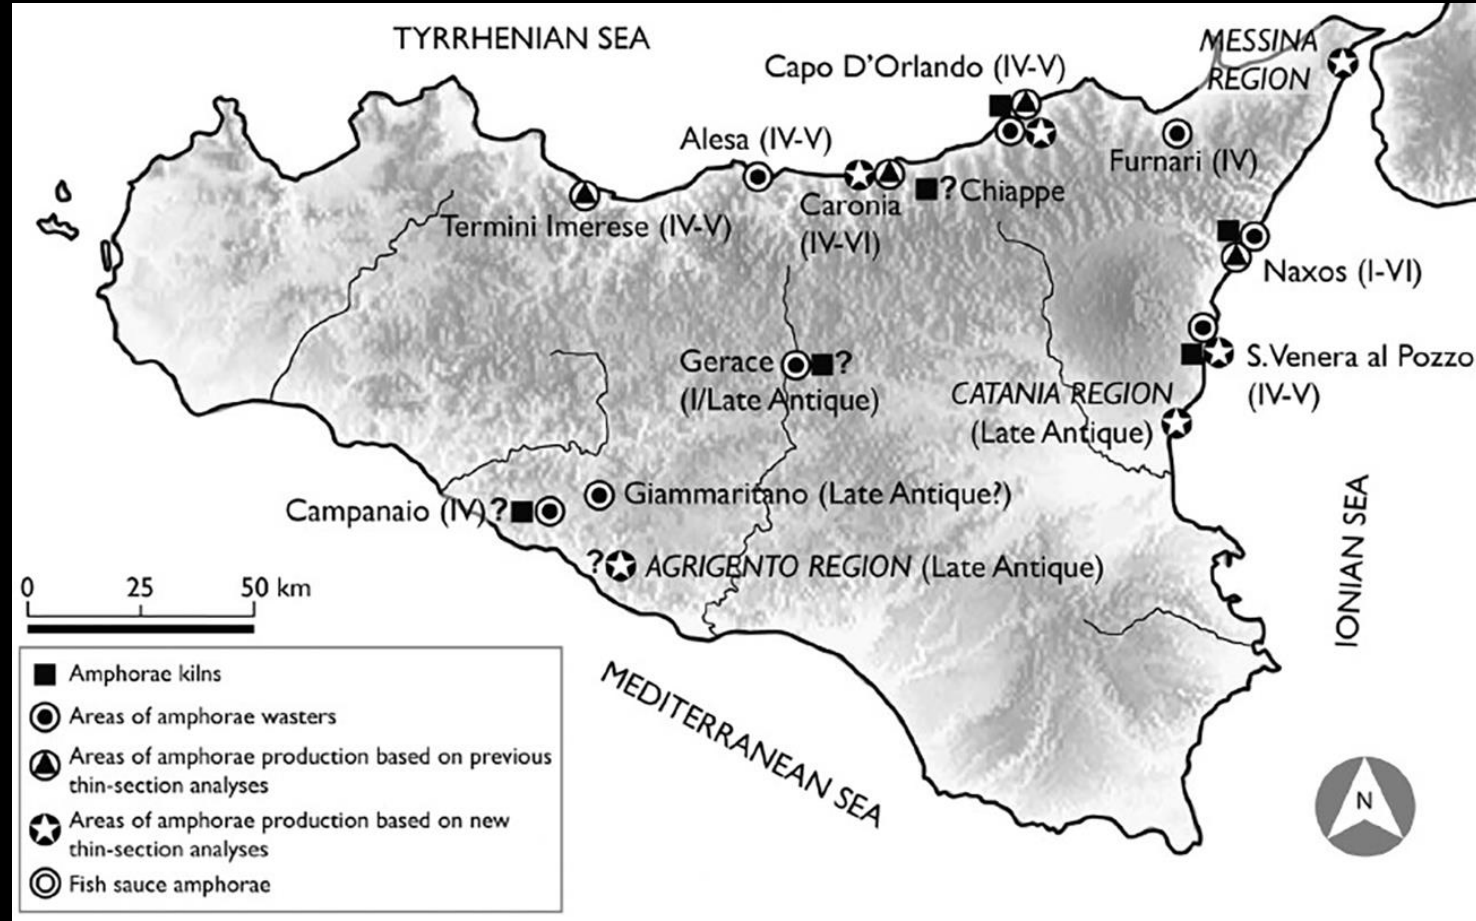 TYRRHENIAN SEA
MESSINA
REGION
Capo D'Orlando (IV-V)
Alesa (IV-V)
Furnari (IV)
Termini Imerese (IV-V)
Caronia
(IV-VI)
? Chiappe
Naxos (I-VI)
Gerace ?
(I/Late Antique)
S.Venera al Pozzo
(IV-V)
CATANIA REGION
(Late Antique)
Campanaio (IV)?
Giammaritano (Late Antique?)
? AGRIGENTO REGION (Late Antique)
IONIAN SEA
MEDITERRANEAN SEA
0 25 50 km
Amphorae kilns
Areas of amphorae wasters
Areas of amphorae production based on previous
thin-section analyses
Areas of amphorae production based on new
thin-section analyses
Fish sauce amphorae
N